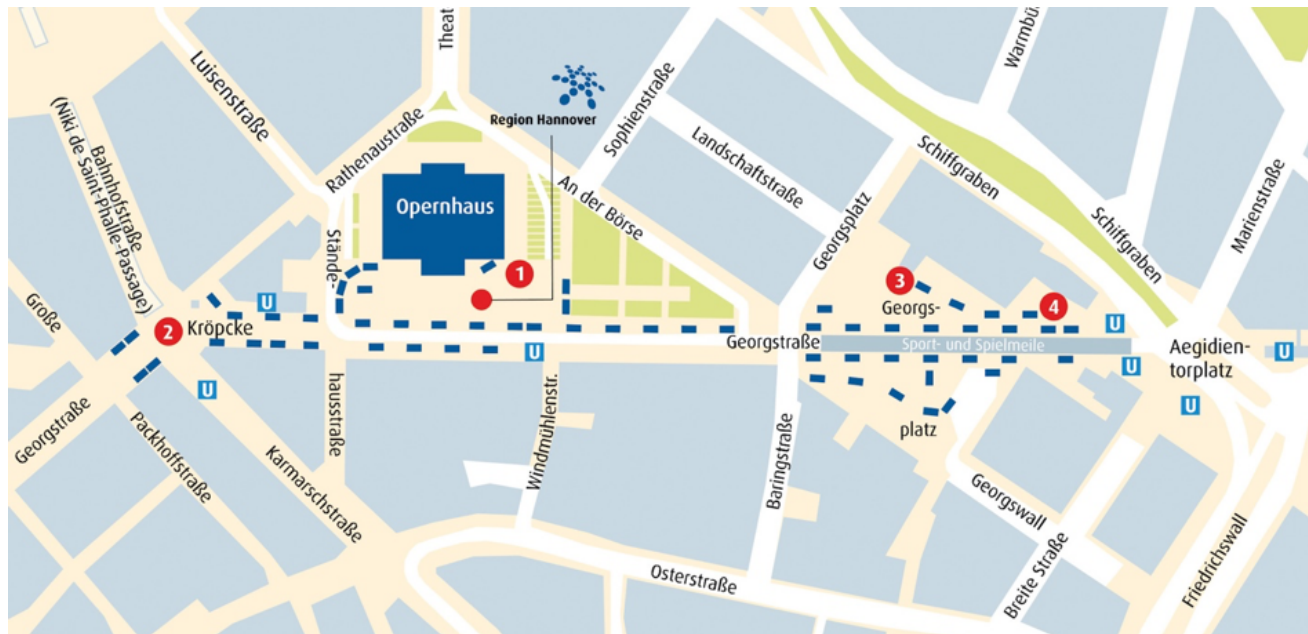 Theat
Luisenstraße
Rathenaustraße
Region Hannover
Sophienstraße
Landschaftstraße
Schiffgraben
Schiffgraben
Marienstraße
(Niki de Saint-Phalle-Passage)
Bahnhofstraße
Opernhaus
An der Börse
Georgsplatz
Stände-
hausstraße
1
2
Kröpcke
3
Georgs-
platz
4
U
U
U
U
U
U
U
Große
Georgstraße
Sport- und Spielmeile
Aegidien-
torplatz
Georgstraße
Packhofstraße
Karmarschstraße
Windmühlenstr.
Baringstraße
Georgswall
Osterstraße
Breite Straße
Friedrichswall